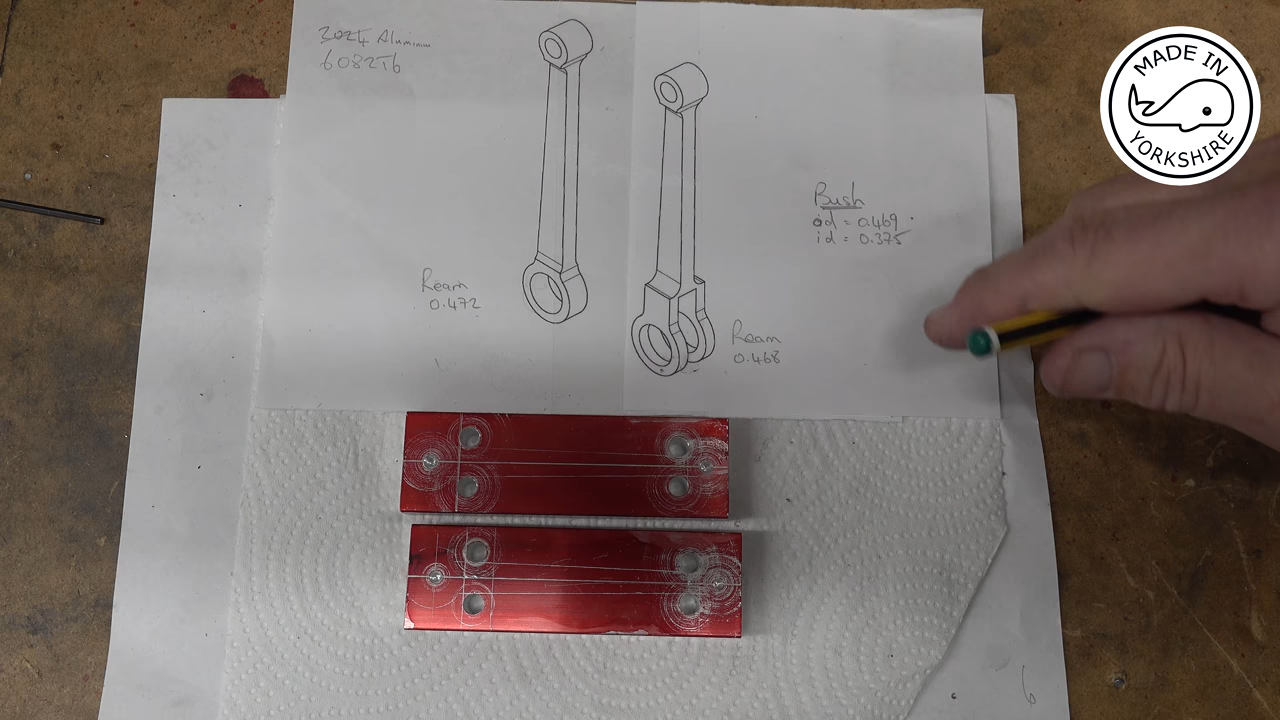 3024 Aluminium
6082T6
Ream
0.472
Bush
od = 0.469
id = 0.375
Ream
0.468
MADE IN
YORKSHIRE
6